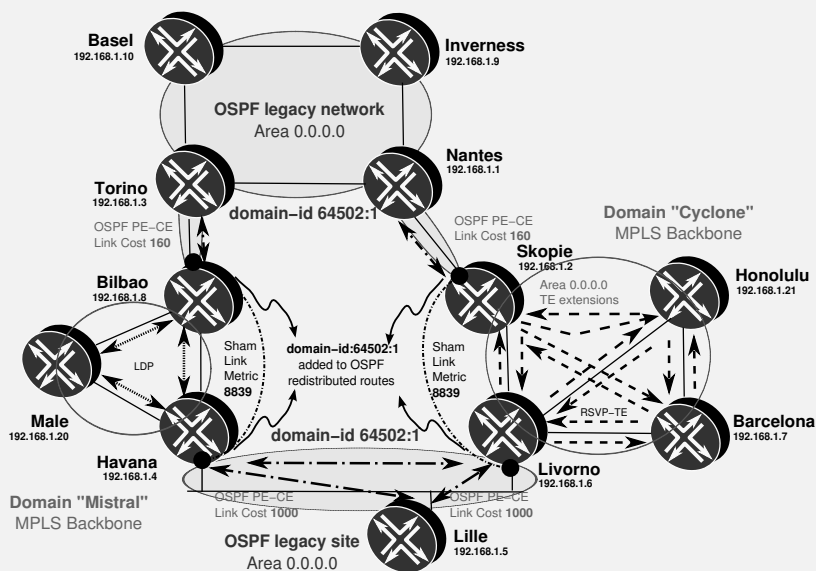 Basel
192.168.1.10
Inverness
192.168.1.9
OSPF legacy network
Area 0.0.0.0
Torino
192.168.1.3
Nantes
192.168.1.1
domain−id 64502:1
OSPF PE−CE
Link Cost 160
OSPF PE−CE
Link Cost 160
Domain "Cyclone"
MPLS Backbone
Bilbao
192.168.1.8
Skopie
192.168.1.2
Honolulu
192.168.1.21
Area 0.0.0.0
TE extensions
LDP
Sham
Link
Metric
8839
domain−id:64502:1
added to OSPF
redistributed routes
Sham
Link
Metric
8839
RSVP−TE
Male
192.168.1.20
Barcelona
192.168.1.7
domain−id 64502:1
Havana
192.168.1.4
Livorno
192.168.1.6
Domain "Mistral"
MPLS Backbone
OSPF PE−CE
Link Cost 1000
OSPF PE−CE
Link Cost 1000
OSPF legacy site
Area 0.0.0.0
Lille
192.168.1.5